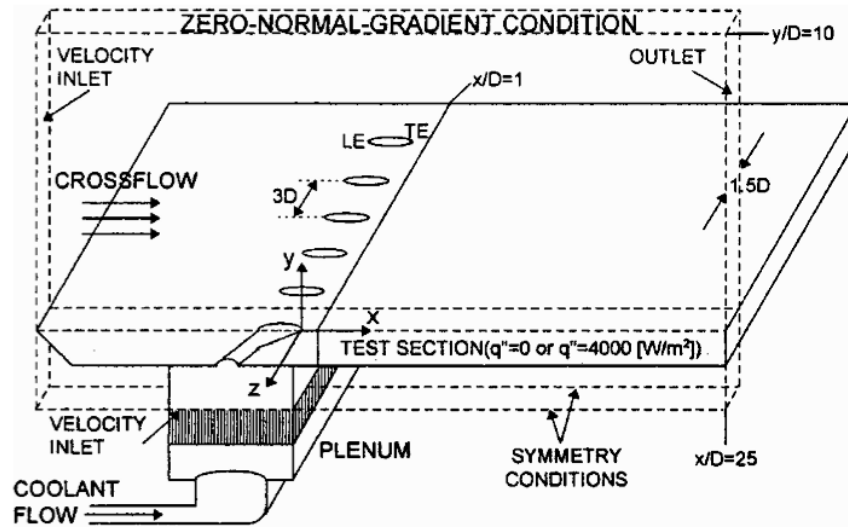 ZERO-NORMAL-GRADIENT CONDITION
y/D=10
VELOCITY
INLET
OUTLET
x/D=1
LE
TE
CROSSFLOW
3D
1.5D
y
x
TEST SECTION(q"=0 or q"=4000 [W/m²])
z
VELOCITY
INLET
PLENUM
SYMMETRY
CONDITIONS
x/D=25
COOLANT
FLOW